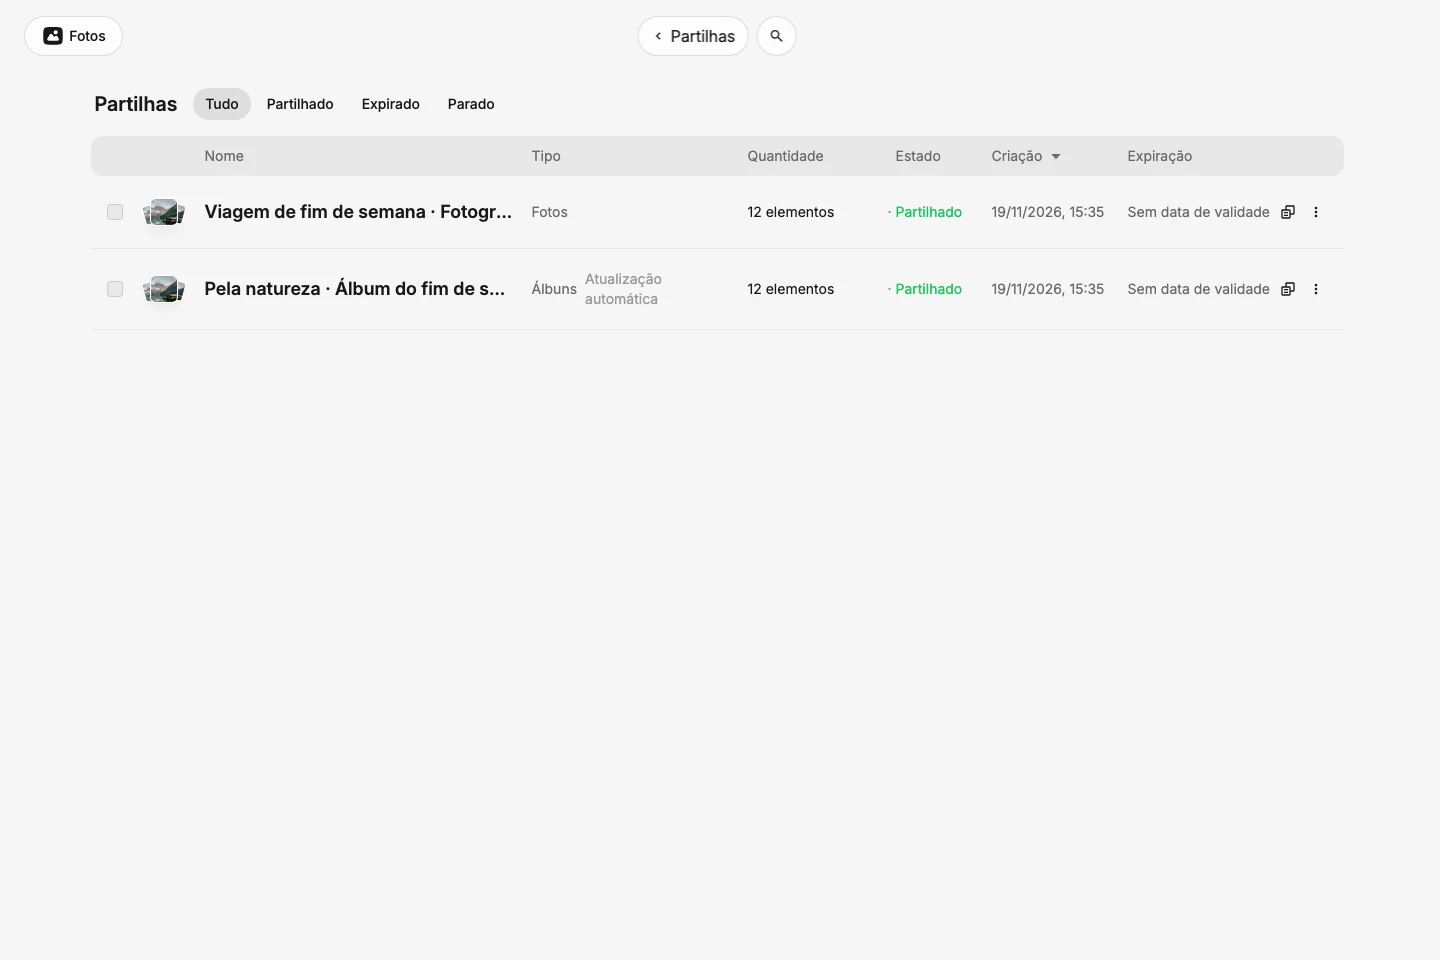 Fotos
Partilhas
Partilhas Tudo Partilhado Expirado Parado
Nome Tipo Quantidade Estado Criação Expiração
Viagem de fim de semana · Fotogr... Fotos 12 elementos · Partilhado 19/11/2026, 15:35 Sem data de validade
Pela natureza · Álbum do fim de s... Álbuns Atualização automática 12 elementos · Partilhado 19/11/2026, 15:35 Sem data de validade